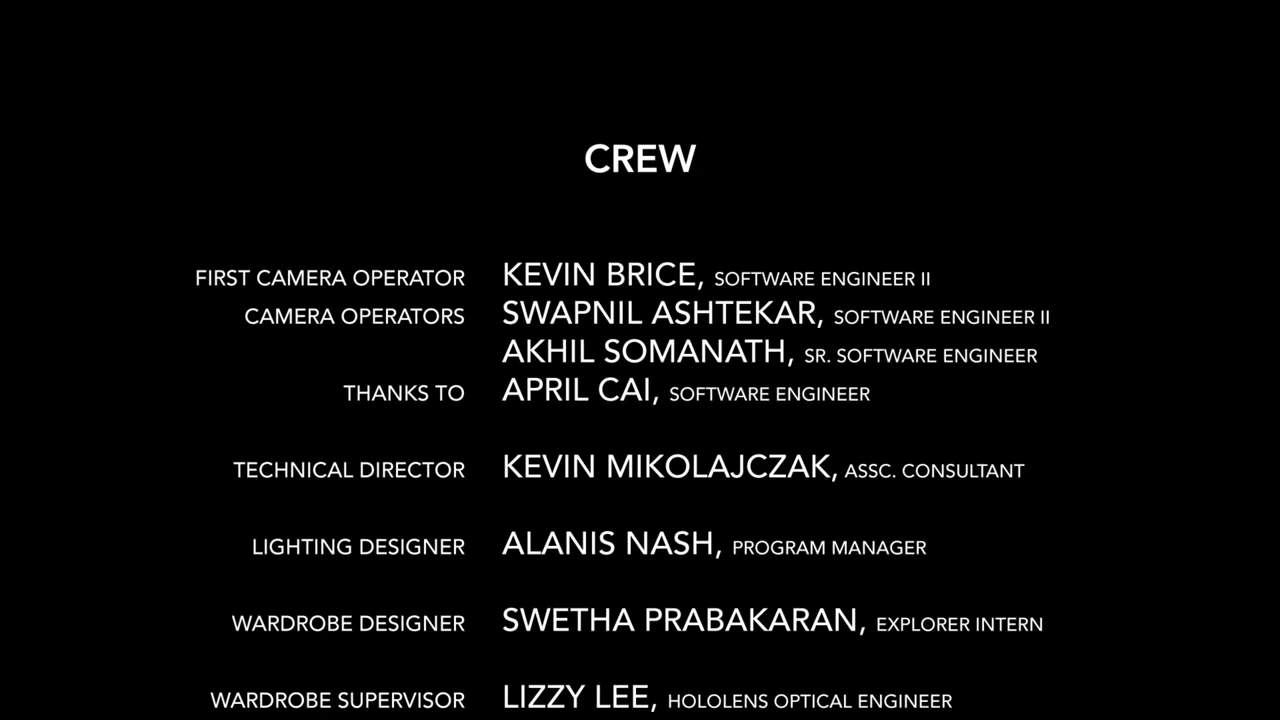 CREW
FIRST CAMERA OPERATOR KEVIN BRICE, SOFTWARE ENGINEER II
CAMERA OPERATORS SWAPNIL ASHTEKAR, SOFTWARE ENGINEER II
AKHIL SOMANATH, SR. SOFTWARE ENGINEER
THANKS TO APRIL CAI, SOFTWARE ENGINEER
TECHNICAL DIRECTOR KEVIN MIKOLAJCZAK, ASSC. CONSULTANT
LIGHTING DESIGNER ALANIS NASH, PROGRAM MANAGER
WARDROBE DESIGNER SWETHA PRABAKARAN, EXPLORER INTERN
WARDROBE SUPERVISOR LIZZY LEE, HOLOLENS OPTICAL ENGINEER